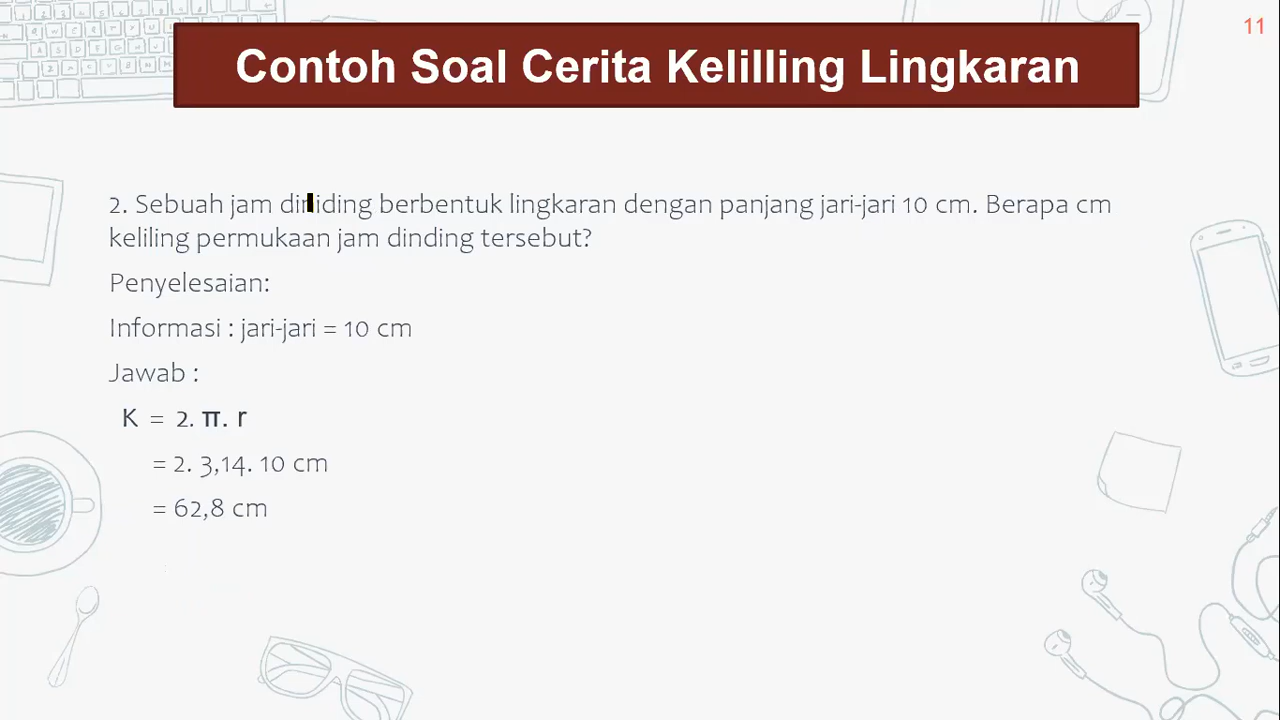 11
Contoh Soal Cerita Kelilling Lingkaran
2. Sebuah jam diniding berbentuk lingkaran dengan panjang jari-jari 10 cm. Berapa cm
keliling permukaan jam dinding tersebut?
Penyelesaian:
Informasi : jari-jari = 10 cm
Jawab :
K = 2. π. r
= 2. 3,14. 10 cm
= 62,8 cm